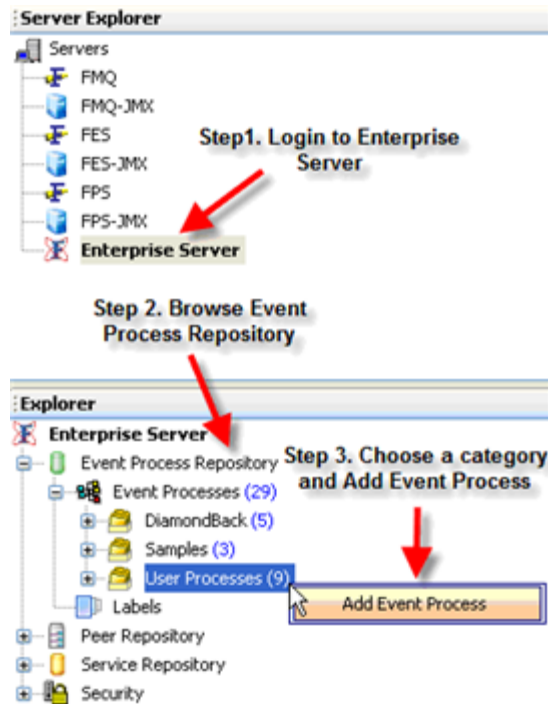 Server Explorer
Servers
FMQ
FMQ-JMX
FES
FES-JMX
FPS
FPS-JMX
Enterprise Server
Step1. Login to Enterprise
Server
Step 2. Browse Event
Process Repository
Explorer
Enterprise Server
Event Process Repository
Event Processes (29)
DiamondBack (5)
Samples (3)
User Processes (9)
Labels
Peer Repository
Service Repository
Security
Step 3. Choose a category
and Add Event Process
Add Event Process